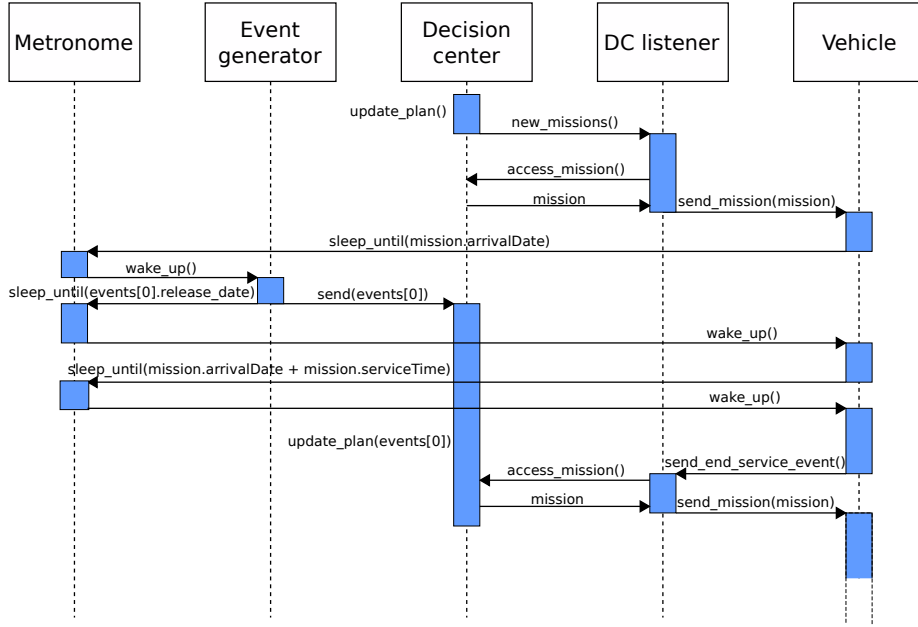 Metronome
Event
generator
Decision
center
DC listener
Vehicle
update_plan()
new_missions()
access_mission()
mission
send_mission(mission)
sleep_until(mission.arrivalDate)
wake_up()
sleep_until(events[0].release_date)
send(events[0])
wake_up()
sleep_until(mission.arrivalDate + mission.serviceTime)
wake_up()
update_plan(events[0])
send_end_service_event()
access_mission()
mission
send_mission(mission)